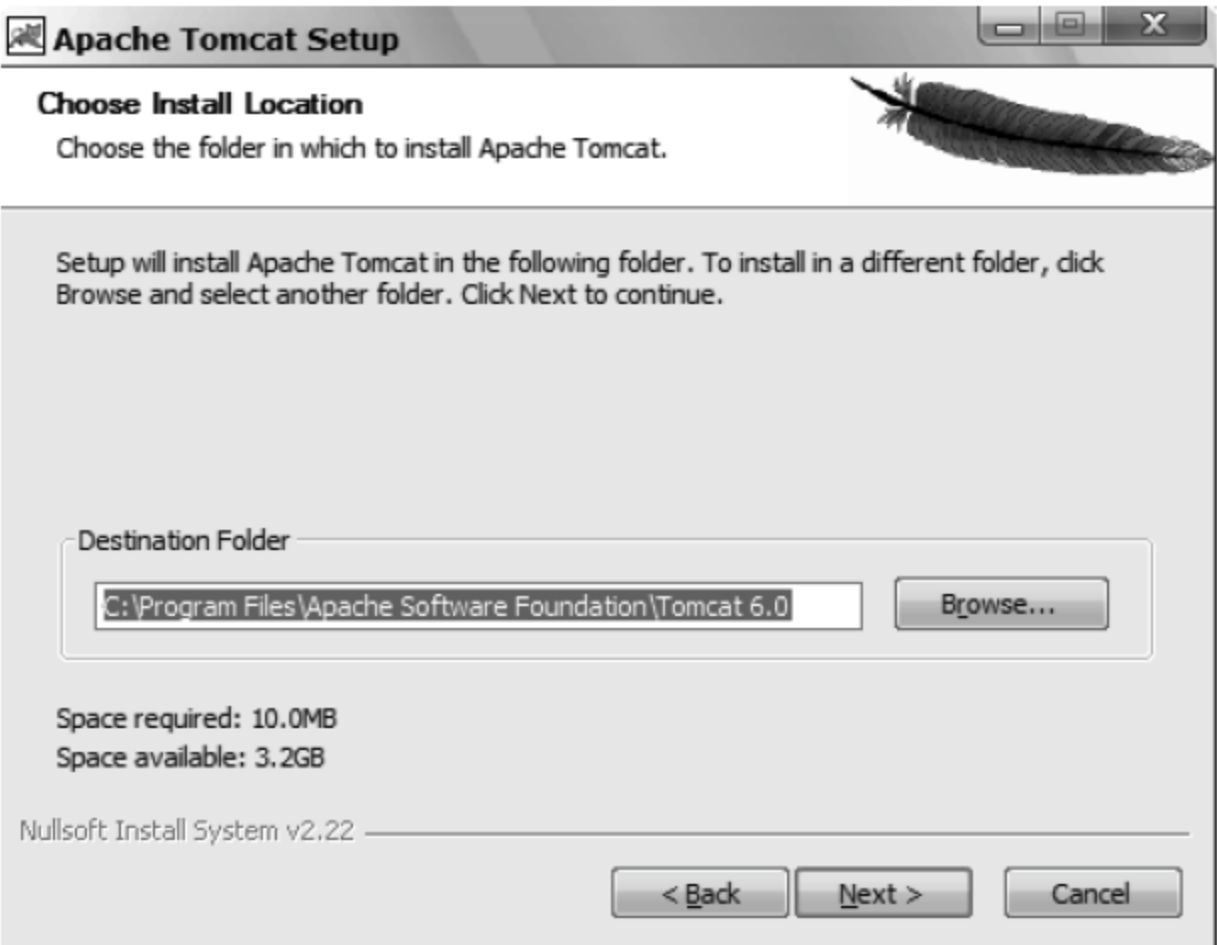 Apache Tomcat Setup
Choose Install Location
Choose the folder in which to install Apache Tomcat.
Setup will install Apache Tomcat in the following folder. To install in a different folder, click
Browse and select another folder. Click Next to continue.
Destination Folder
C:\Program Files\Apache Software Foundation\Tomcat 6.0
Browse...
Space required: 10.0MB
Space available: 3.2GB
Nullsoft Install System v2.22
< Back Next > Cancel